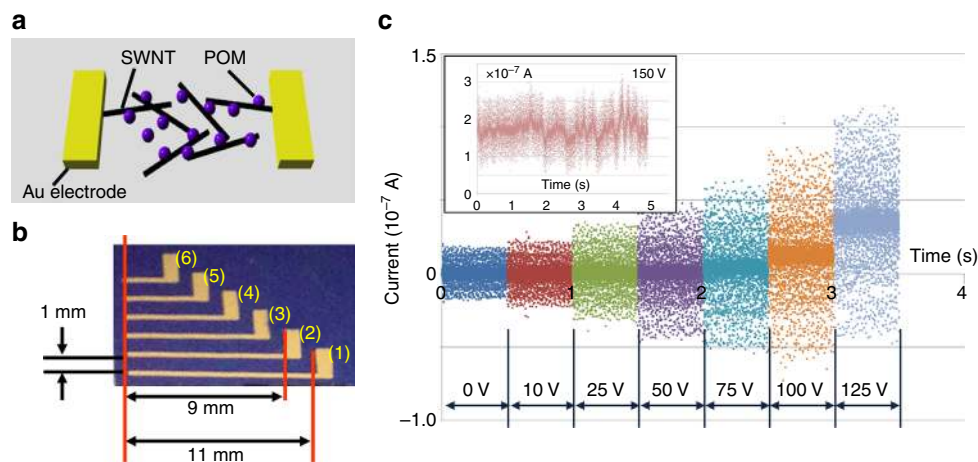 a
SWNT
POM
Au electrode
b
(6)
(5)
(4)
(3)
(2)
(1)
1 mm
9 mm
11 mm
c
1.5
×10⁻⁷ A
150 V
3
2
1
0
0 1 2 3 4 5
Time (s)
Current (10⁻⁷ A)
0
Time (s)
0 1 2 3 4
0 V 10 V 25 V 50 V 75 V 100 V 125 V
−1.0